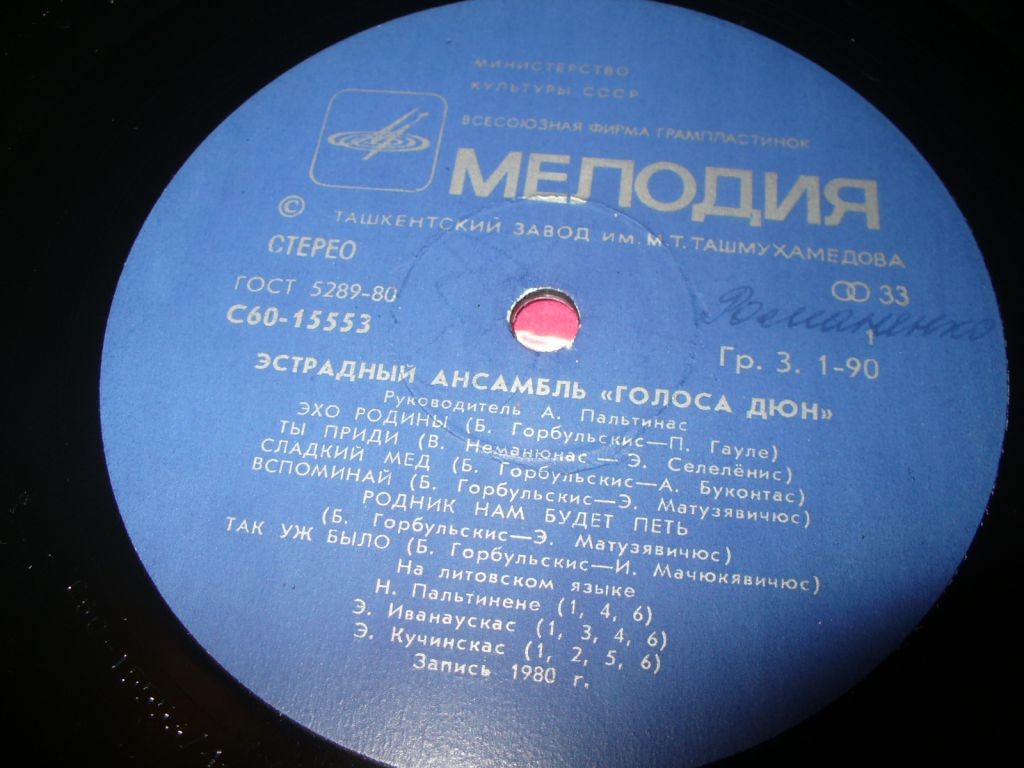 МИНИСТЕРСТВО
КУЛЬТУРЫ СССР
ВСЕСОЮЗНАЯ ФИРМА ГРАМПЛАСТИНОК
МЕЛОДИЯ
© ТАШКЕНТСКИЙ ЗАВОД ИМ. М. Т. ТАШМУХАМЕДОВА
СТЕРЕО
33
ГОСТ 5289-80
Романенко
С60-15553
1
Гр. 3. 1-90
ЭСТРАДНЫЙ АНСАМБЛЬ «ГОЛОСА ДЮН»
Руководитель А. Пальтинас
ЭХО РОДИНЫ (Б. Горбульскис—П. Гауле)
ТЫ ПРИДИ (В. Неманюнас—Э. Селелёнис)
СЛАДКИЙ МЕД (Б. Горбульскис—А. Буконтас)
ВСПОМИНАЙ (Б. Горбульскис—Э. Матузявичюс)
РОДНИК НАМ БУДЕТ ПЕТЬ
(Б. Горбульскис—Э. Матузявичюс)
ТАК УЖ БЫЛО (Б. Горбульскис—И. Мачюкявичюс)
На литовском языке
Н. Пальтинене (1, 4, 6)
Э. Иванаускас (1, 3, 4, 6)
Э. Кучинскас (1, 2, 5, 6)
Запись 1980 г.